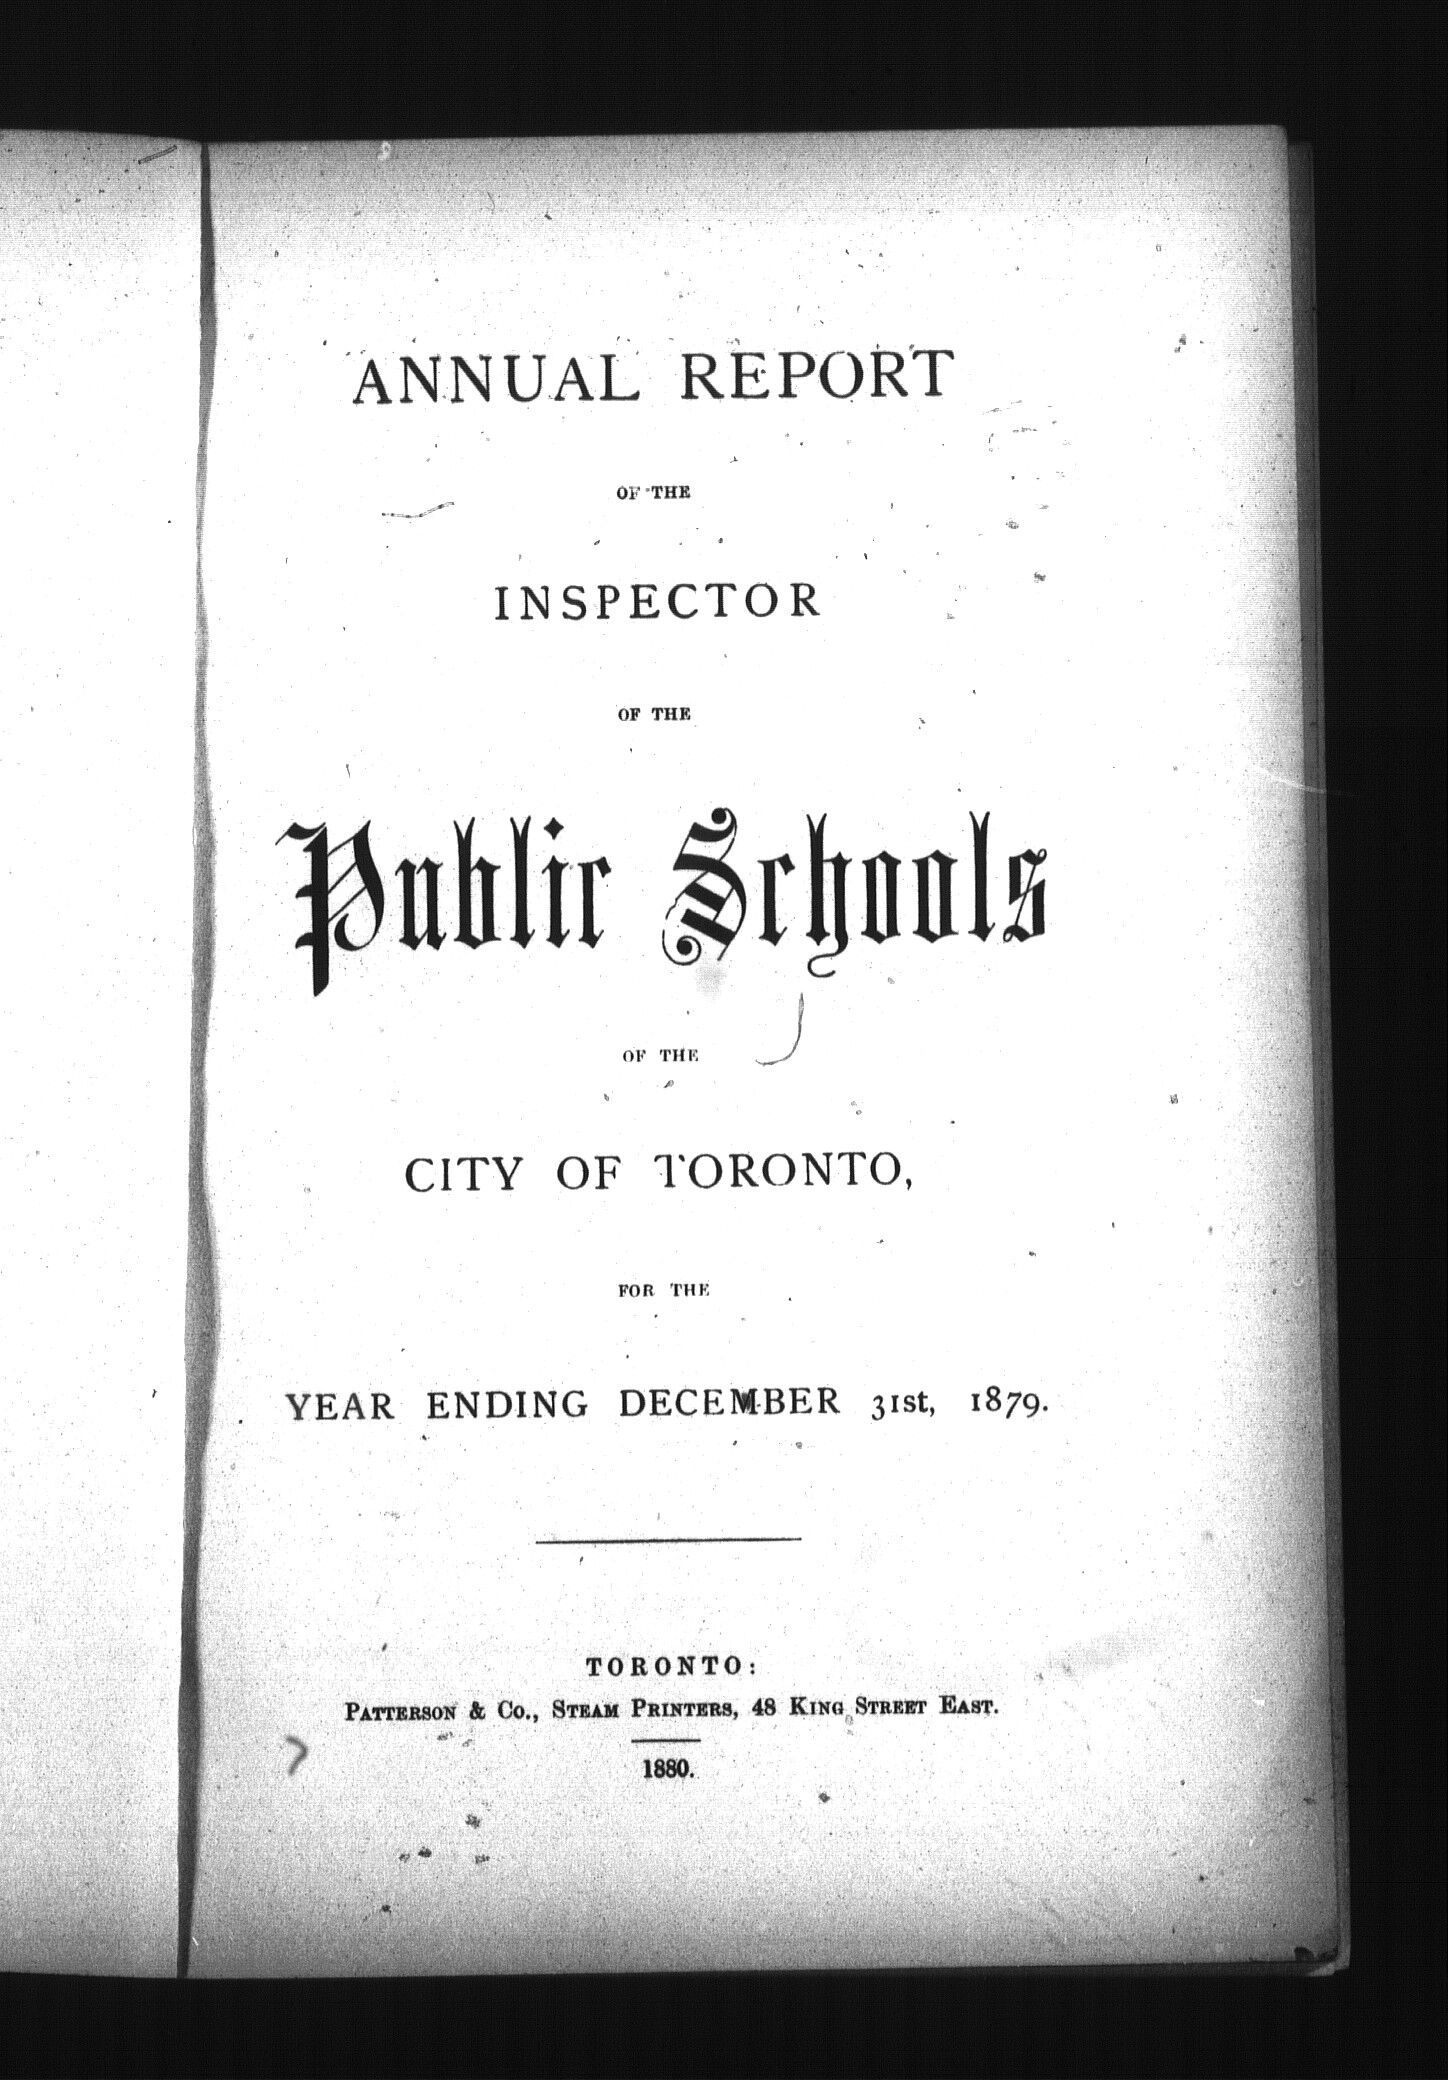 ANNUAL REPORT
OF THE
INSPECTOR
OF THE
Public Schools
OF THE
CITY OF TORONTO,
FOR THE
YEAR ENDING DECEMBER 31st, 1879.
TORONTO:
PATTERSON & CO., STEAM PRINTERS, 48 KING STREET EAST.
1880.